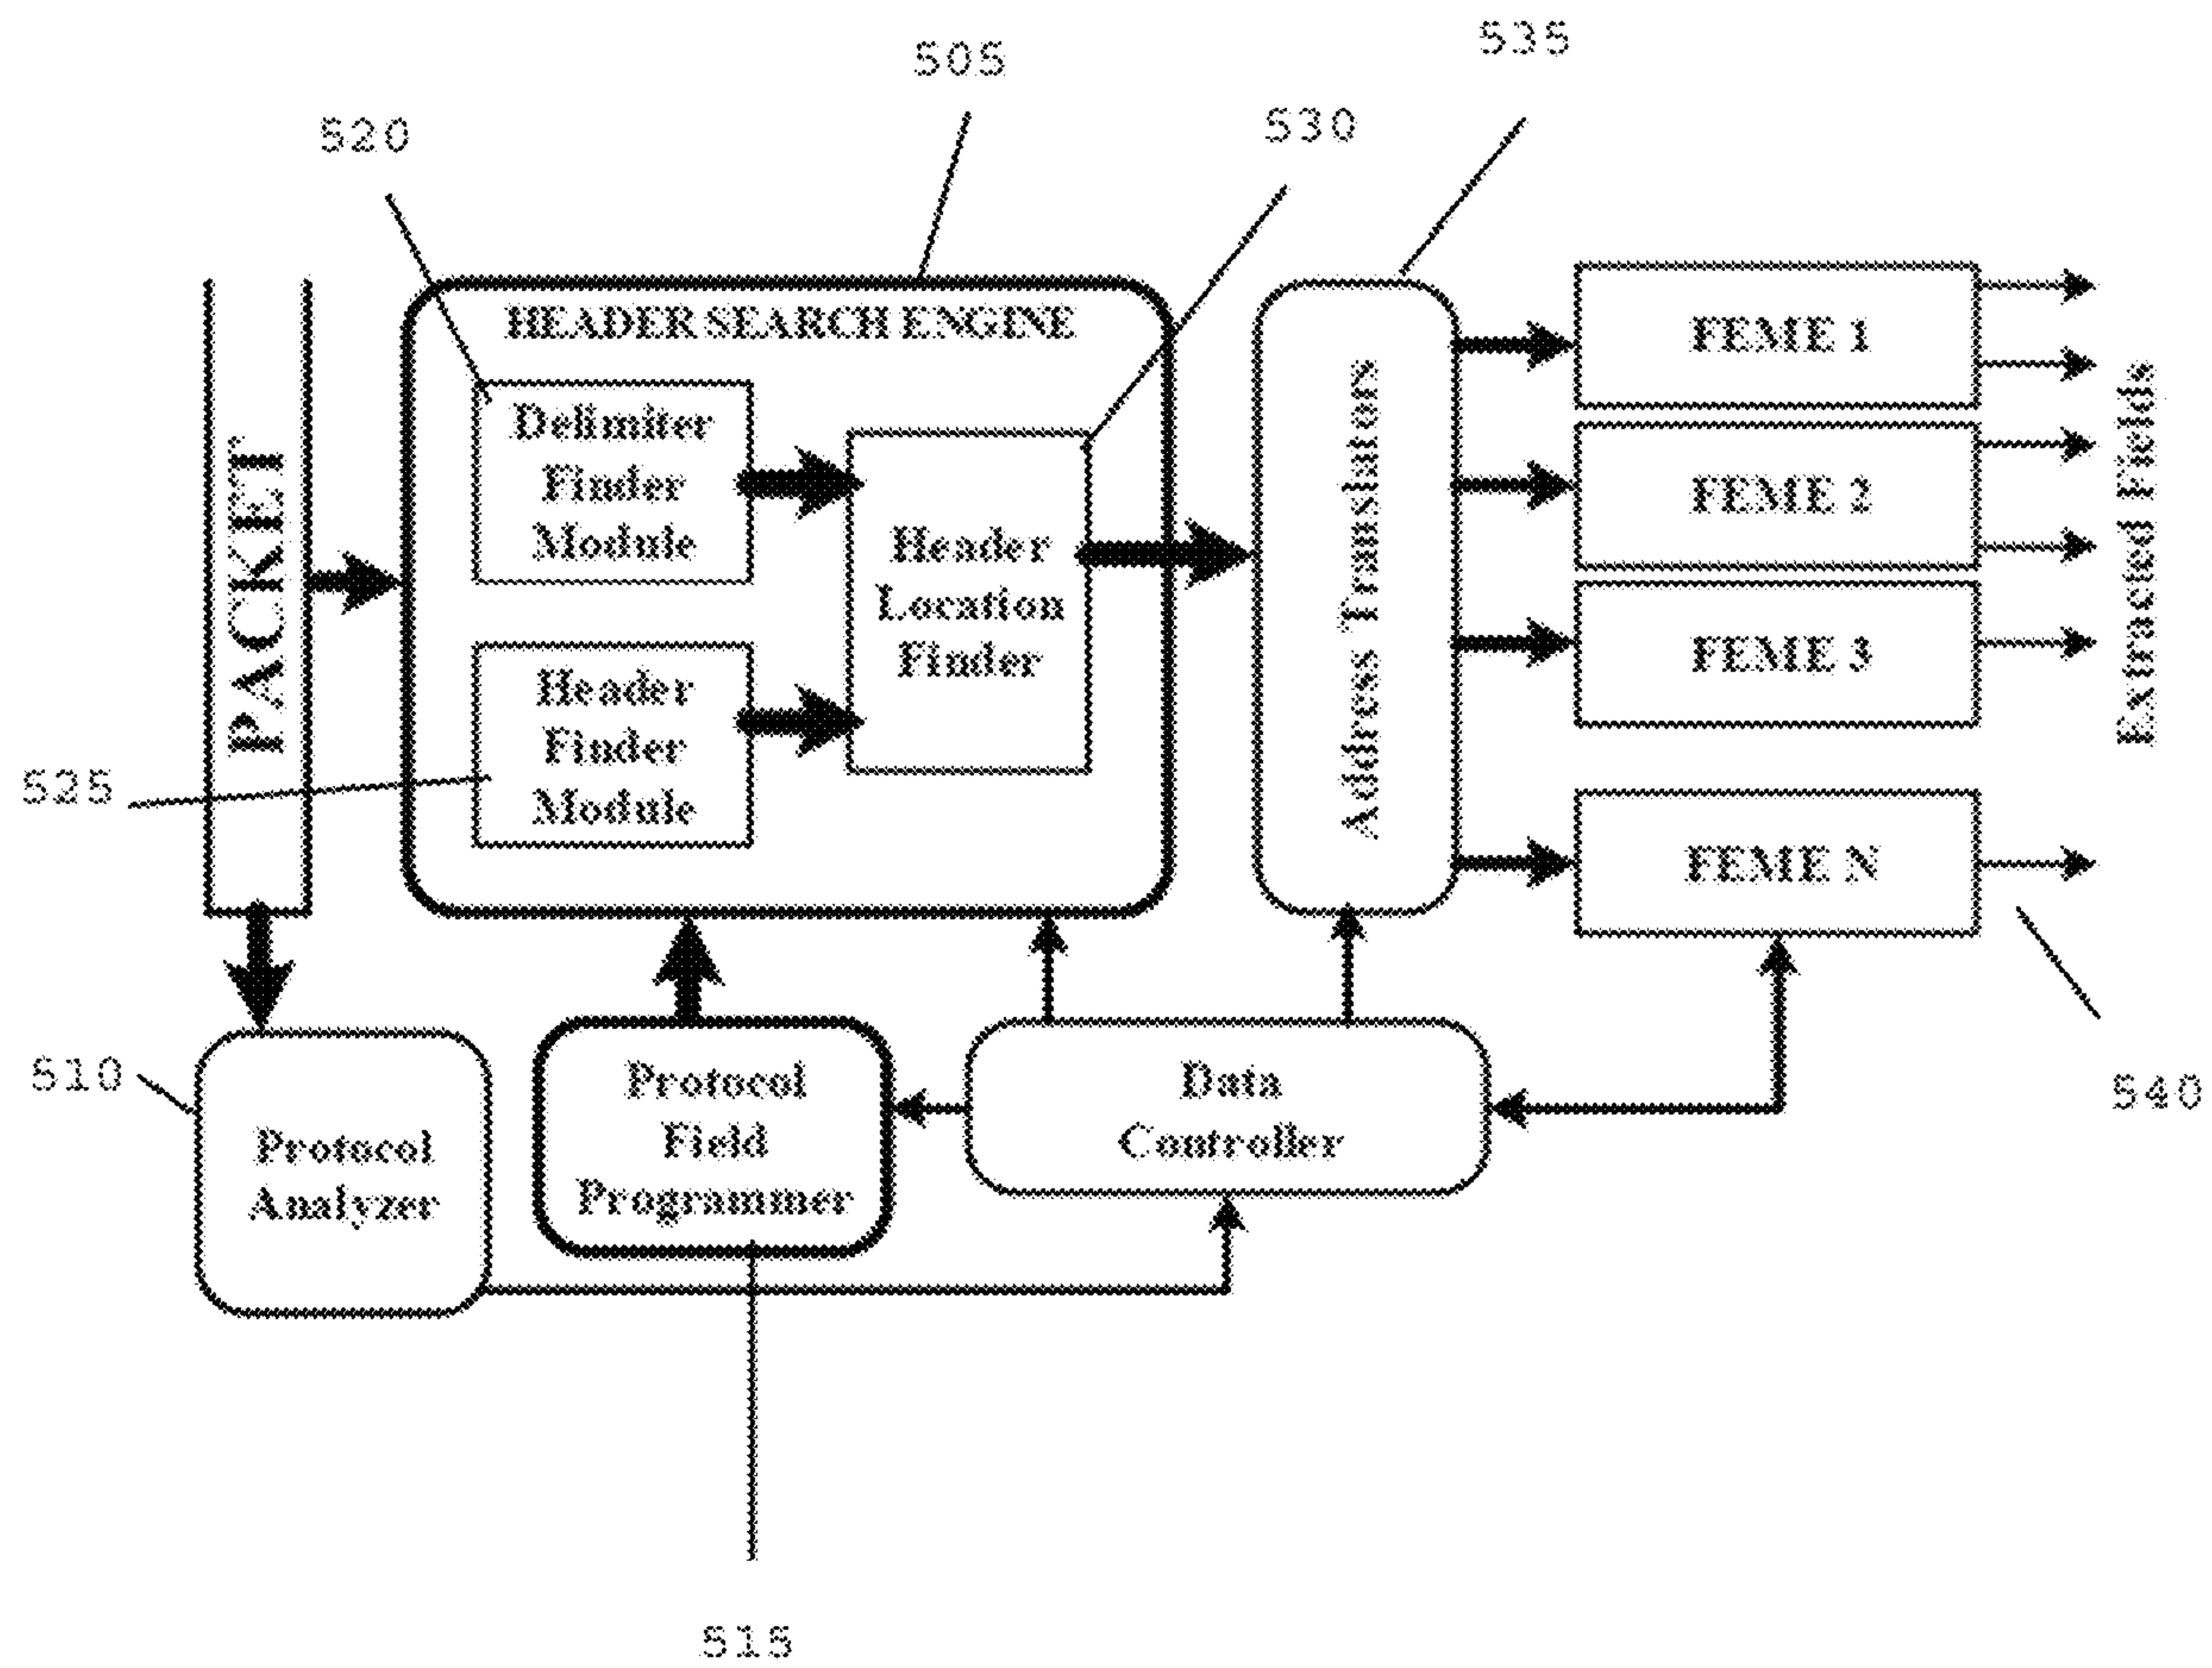 535
505
530
520
HEADER SEARCH ENGINE
PACKET
Delimiter
Finder
Module
Header
Finder
Module
Header
Location
Finder
Address Translators
FEME 1
FEME 2
FEME 3
FEME N
Extracted Fields
525
510
Protocol
Analyzer
Protocol
Field
Programmer
Data
Controller
540
515